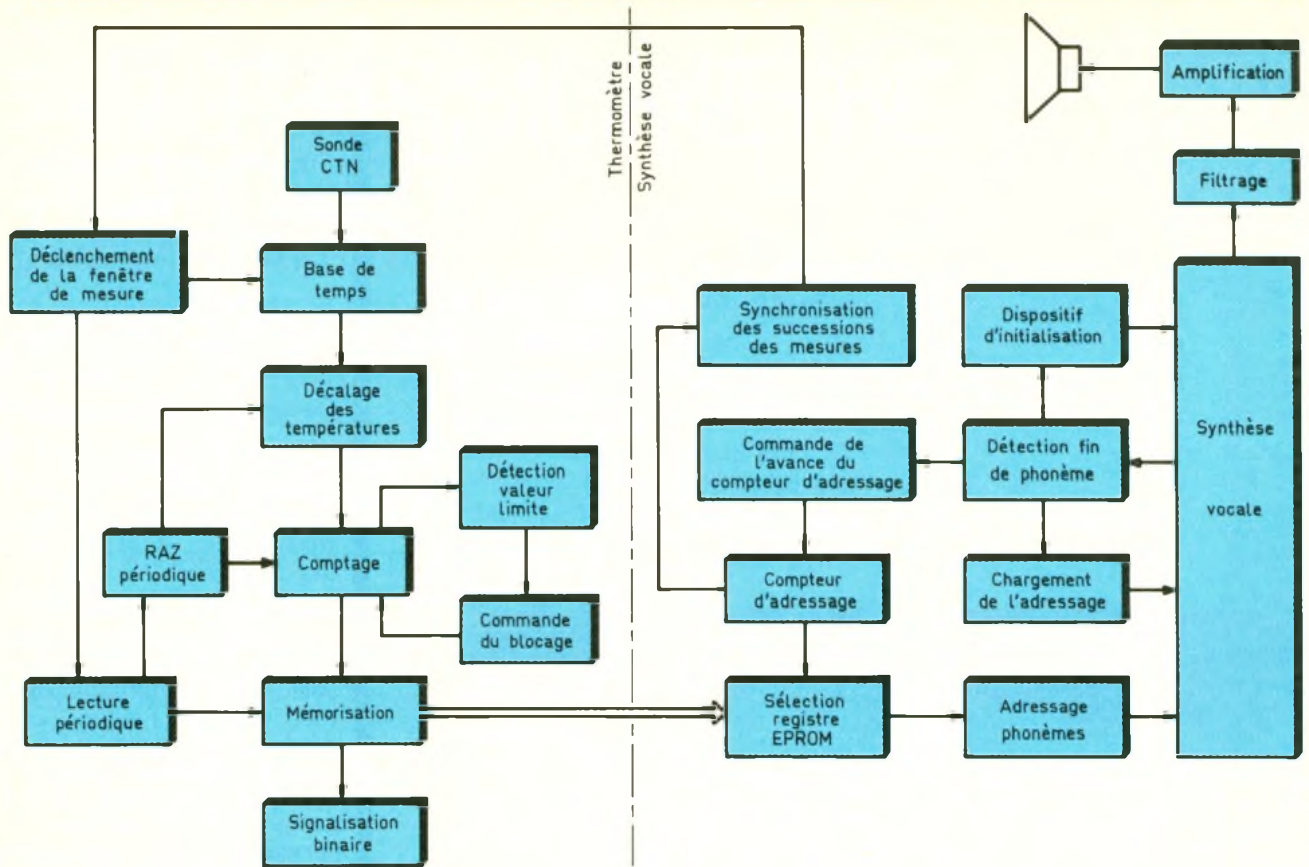 Thermomètre
Synthèse vocale
Sonde
CTN
Déclenchement
de la fenêtre
de mesure
Base de
temps
Décalage
des
températures
Détection
valeur
limite
RAZ
périodique
Comptage
Commande
du blocage
Lecture
périodique
Mémorisation
Signalisation
binaire
Amplification
Filtrage
Synchronisation
des successions
des mesures
Dispositif
d'initialisation
Synthèse
vocale
Commande de
l'avance du
compteur d'adressage
Détection fin
de phonème
Compteur
d'adressage
Chargement
de l'adressage
Sélection
registre
EPROM
Adressage
phonèmes